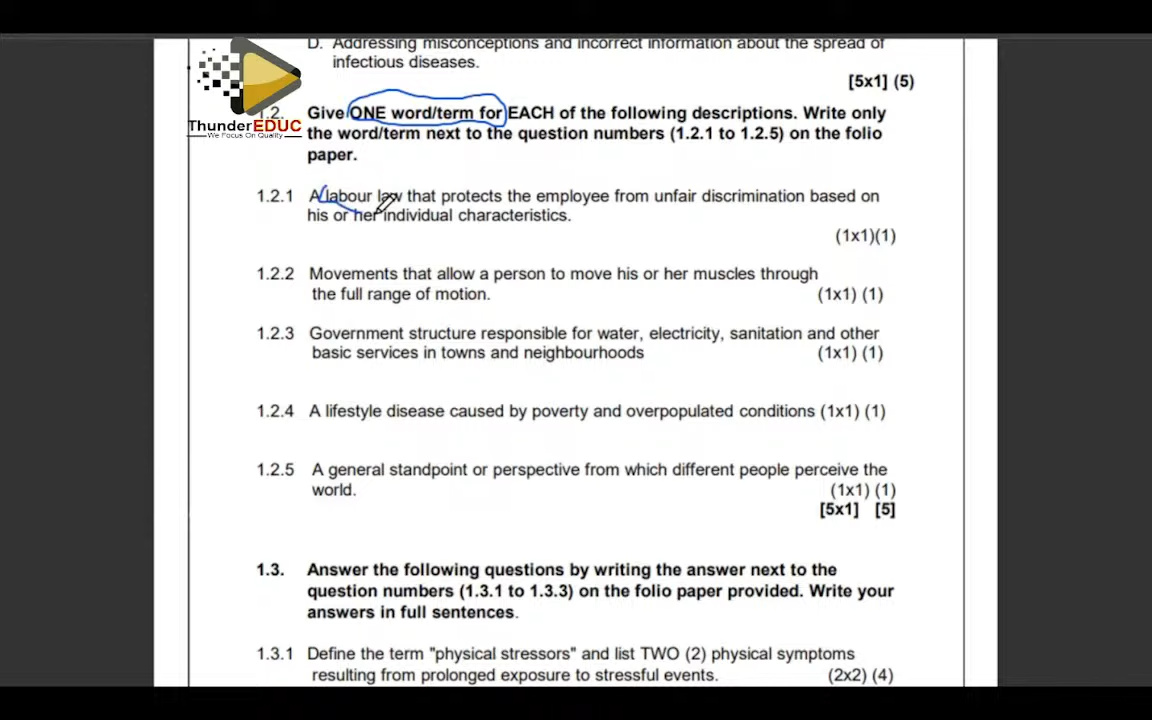 D. Addressing misconceptions and incorrect information about the spread of
infectious diseases.
[5x1] (5)
1.2. Give ONE word/term for EACH of the following descriptions. Write only
the word/term next to the question numbers (1.2.1 to 1.2.5) on the folio
paper.
ThunderEDUC
We Focus On Quality
1.2.1 A labour law that protects the employee from unfair discrimination based on
his or her individual characteristics.
(1x1)(1)
1.2.2 Movements that allow a person to move his or her muscles through
the full range of motion. (1x1) (1)
1.2.3 Government structure responsible for water, electricity, sanitation and other
basic services in towns and neighbourhoods (1x1) (1)
1.2.4 A lifestyle disease caused by poverty and overpopulated conditions (1x1) (1)
1.2.5 A general standpoint or perspective from which different people perceive the
world. (1x1) (1)
[5x1] [5]
1.3. Answer the following questions by writing the answer next to the
question numbers (1.3.1 to 1.3.3) on the folio paper provided. Write your
answers in full sentences.
1.3.1 Define the term "physical stressors" and list TWO (2) physical symptoms
resulting from prolonged exposure to stressful events. (2x2) (4)